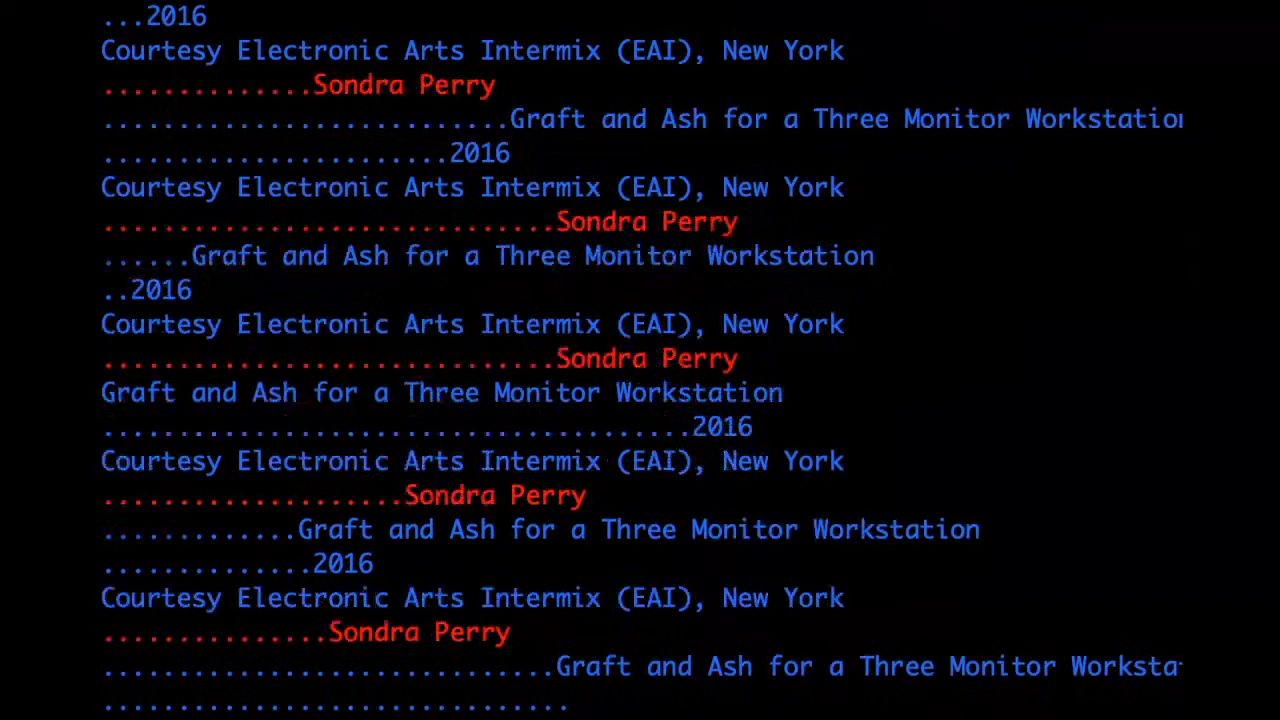 ...2016
Courtesy Electronic Arts Intermix (EAI), New York
..............Sondra Perry
...........................Graft and Ash for a Three Monitor Workstation
.......................2016
Courtesy Electronic Arts Intermix (EAI), New York
..............................Sondra Perry
......Graft and Ash for a Three Monitor Workstation
..2016
Courtesy Electronic Arts Intermix (EAI), New York
..............................Sondra Perry
Graft and Ash for a Three Monitor Workstation
.......................................2016
Courtesy Electronic Arts Intermix (EAI), New York
....................Sondra Perry
.............Graft and Ash for a Three Monitor Workstation
..............2016
Courtesy Electronic Arts Intermix (EAI), New York
...............Sondra Perry
..............................Graft and Ash for a Three Monitor Worksta
...............................